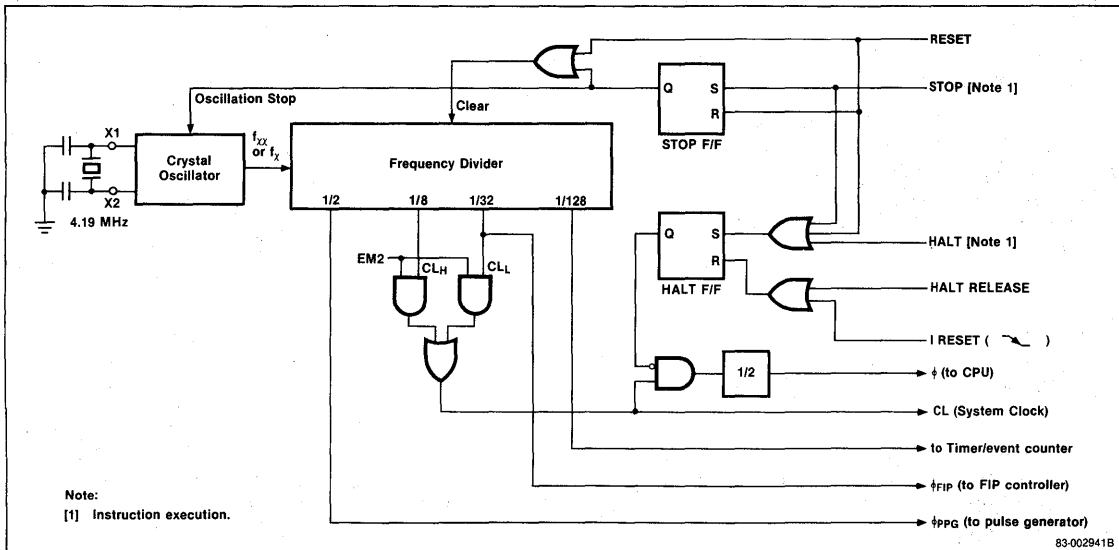 RESET
Q S STOP [Note 1]
R
STOP F/F
Oscillation Stop
Clear
X1
Crystal Oscillator
fXX or fX
Frequency Divider
X2
4.19 MHz
1/2 1/8 1/32 1/128
EM2 CLH CLL
Q S
R
HALT F/F
HALT [Note 1]
HALT RELEASE
I RESET ( )
1/2
ϕ (to CPU)
CL (System Clock)
to Timer/event counter
ϕFIP (to FIP controller)
ϕPPG (to pulse generator)
Note:
[1] Instruction execution.
83-002941B